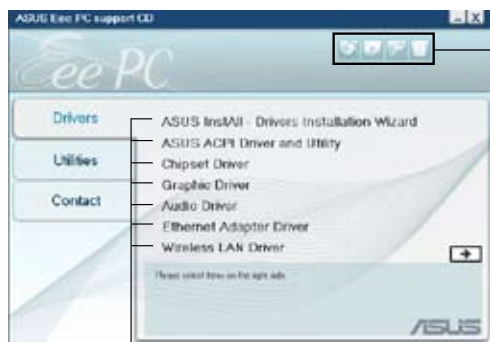 ASUS Eee PC support CD
Eee PC
Drivers
Utilities
Contact
ASUS InstAll - Drivers Installation Wizard
ASUS ACPI Driver and Utility
Chipset Driver
Graphic Driver
Audio Driver
Ethernet Adapter Driver
Wireless LAN Driver
Please select items on the right side.
ASUS